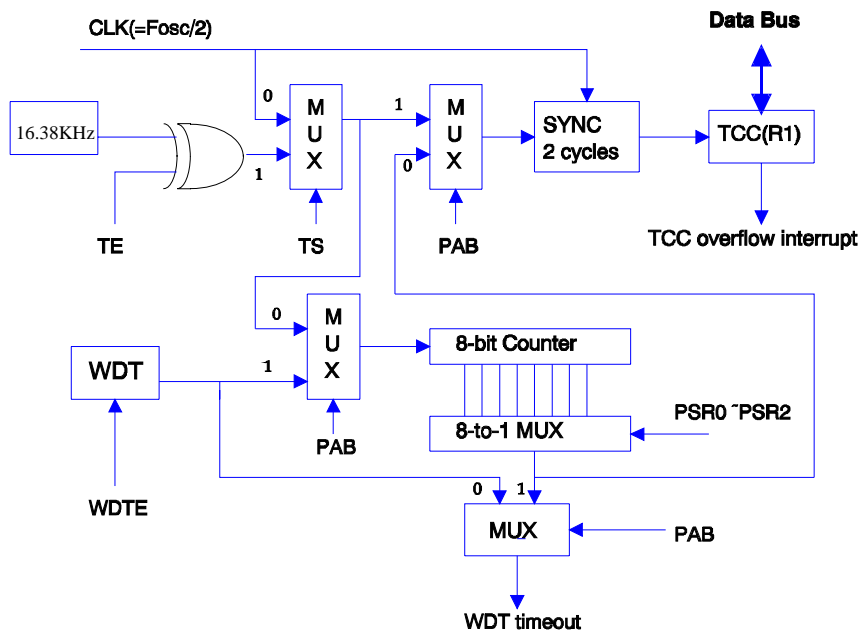 CLK(=Fosc/2)
Data Bus
0
M
U
X
1
M
U
X
SYNC
2 cycles
TCC(R1)
16.38KHz
1
0
TE
TS
PAB
TCC overflow interrupt
0
M
U
X
8-bit Counter
WDT
1
PAB
8-to-1 MUX
PSR0 ˜PSR2
WDTE
0
1
MUX
PAB
WDT timeout